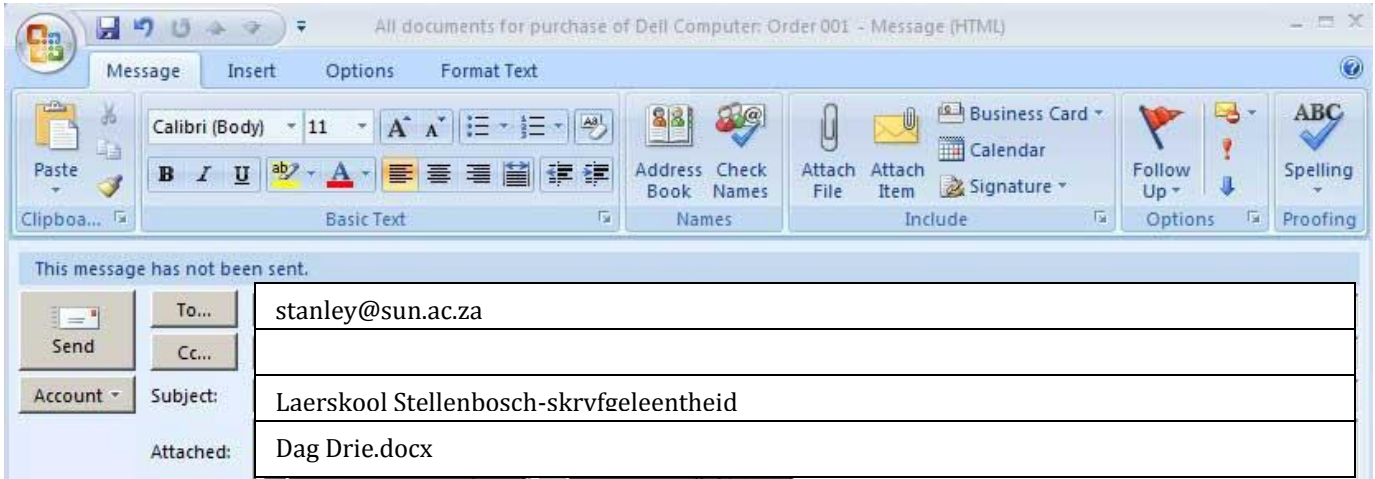 All documents for purchase of Dell Computer: Order 001 - Message (HTML)
Message Insert Options Format Text
Calibri (Body) 11 A A Aa
Business Card
Calendar
Signature
Paste
B I U ab A
Address Book
Check Names
Attach File
Attach Item
Follow Up
ABC
Spelling
Clipboa... Basic Text Names Include Options Proofing
This message has not been sent.
Send
To... stanley@sun.ac.za
Cc...
Account Subject: Laerskool Stellenbosch-skryfgeleentheid
Attached: Dag Drie.docx